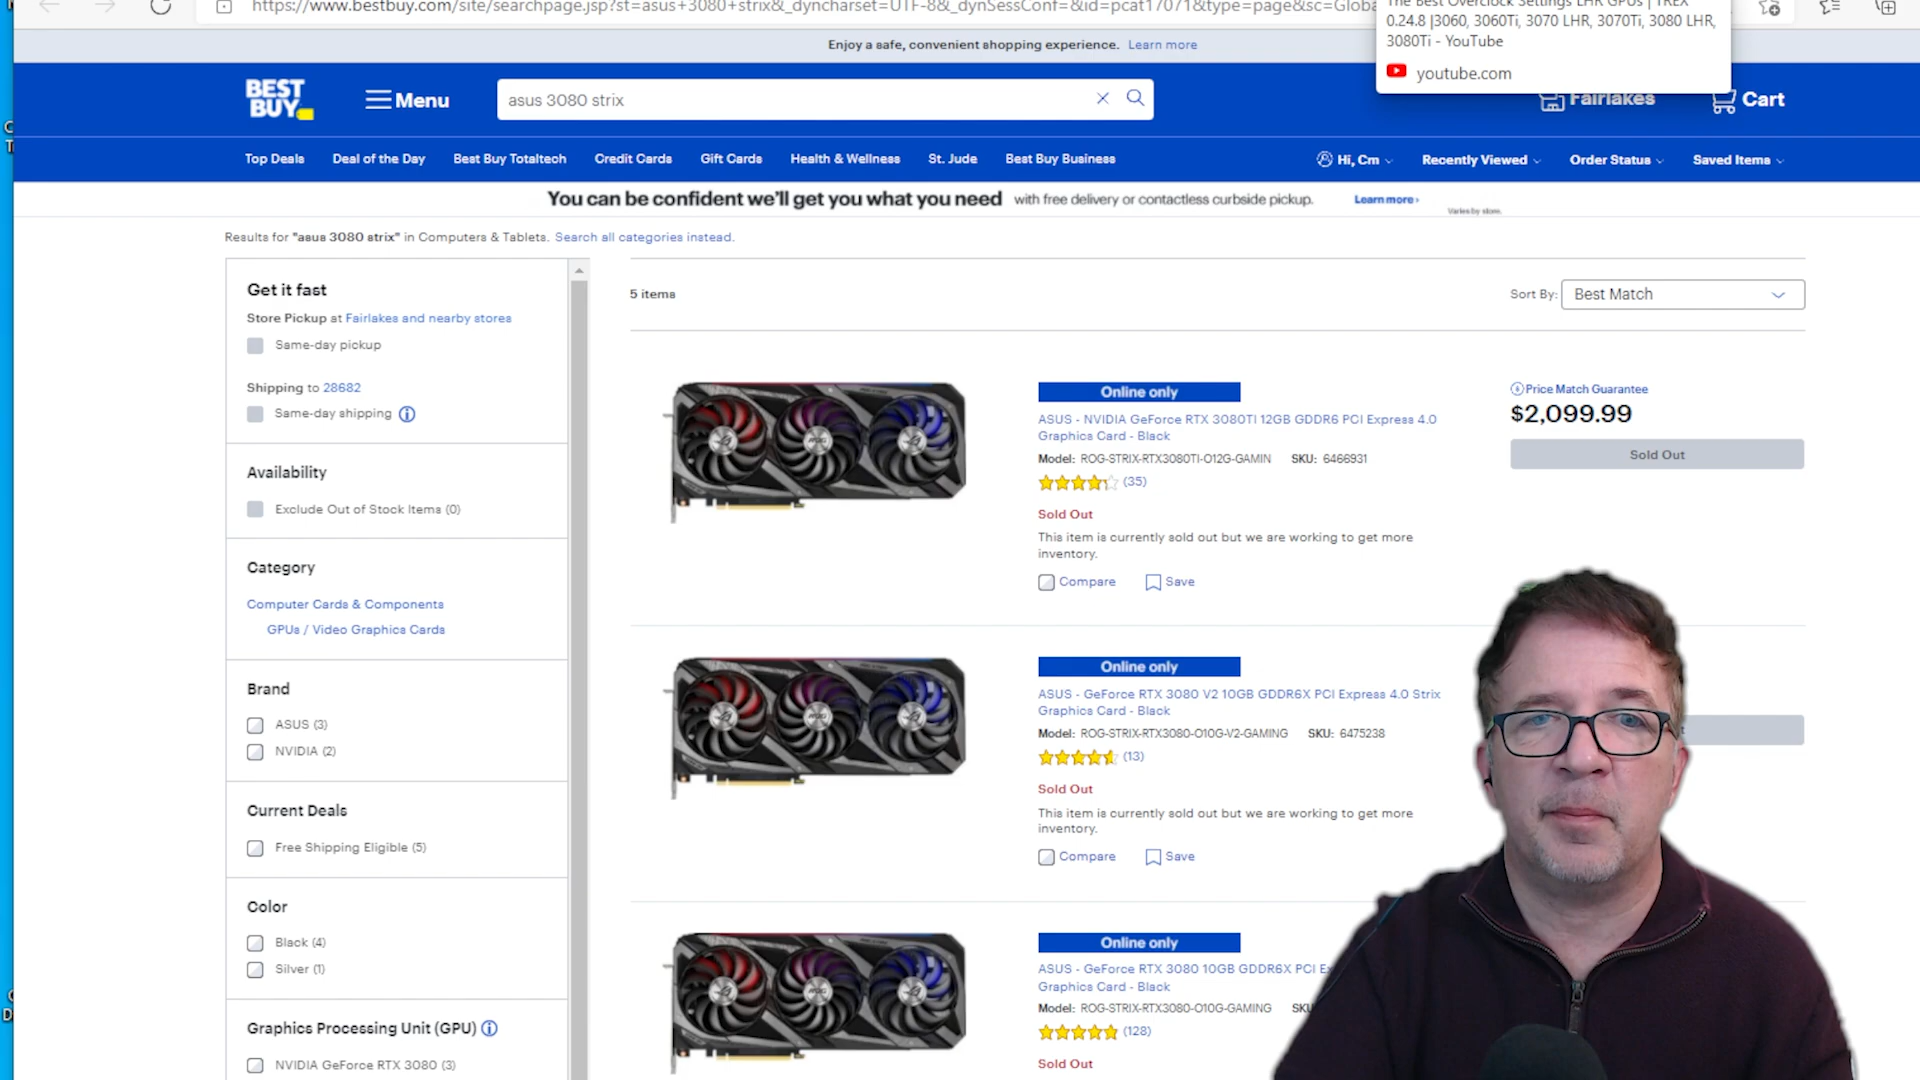 https://www.bestbuy.com/site/searchpage.jsp?st=asus+3080+strix&_dyncharset=UTF-8&_dynSessConf=&id=pcat17071&type=page&sc=Globa
The Best Overclock Settings LHR GPUs | TREX
0.24.8 |3060, 3060Ti, 3070 LHR, 3070Ti, 3080 LHR,
3080Ti - YouTube
youtube.com
Enjoy a safe, convenient shopping experience. Learn more
BEST BUY
Menu
asus 3080 strix
Fairlakes
Cart
Top Deals
Deal of the Day
Best Buy Totaltech
Credit Cards
Gift Cards
Health & Wellness
St. Jude
Best Buy Business
Hi, Cm
Recently Viewed
Order Status
Saved Items
You can be confident we'll get you what you need with free delivery or contactless curbside pickup. Learn more ›
Varies by store.
Results for "asus 3080 strix" in Computers & Tablets. Search all categories instead.
Get it fast
Store Pickup at Fairlakes and nearby stores
Same-day pickup
Shipping to 28682
Same-day shipping
Availability
Exclude Out of Stock Items (0)
Category
Computer Cards & Components
GPUs / Video Graphics Cards
Brand
ASUS (3)
NVIDIA (2)
Current Deals
Free Shipping Eligible (5)
Color
Black (4)
Silver (1)
Graphics Processing Unit (GPU)
NVIDIA GeForce RTX 3080 (3)
5 items
Sort By: Best Match
Online only
ASUS - NVIDIA GeForce RTX 3080TI 12GB GDDR6 PCI Express 4.0
Graphics Card - Black
Model: ROG-STRIX-RTX3080TI-O12G-GAMIN SKU: 6466931
(35)
Sold Out
This item is currently sold out but we are working to get more
inventory.
Compare
Save
Price Match Guarantee
$2,099.99
Sold Out
Online only
ASUS - GeForce RTX 3080 V2 10GB GDDR6X PCI Express 4.0 Strix
Graphics Card - Black
Model: ROG-STRIX-RTX3080-O10G-V2-GAMING SKU: 6475238
(13)
Sold Out
This item is currently sold out but we are working to get more
inventory.
Compare
Save
Online only
ASUS - GeForce RTX 3080 10GB GDDR6X PCI E
Graphics Card - Black
Model: ROG-STRIX-RTX3080-O10G-GAMING SKU
(128)
Sold Out